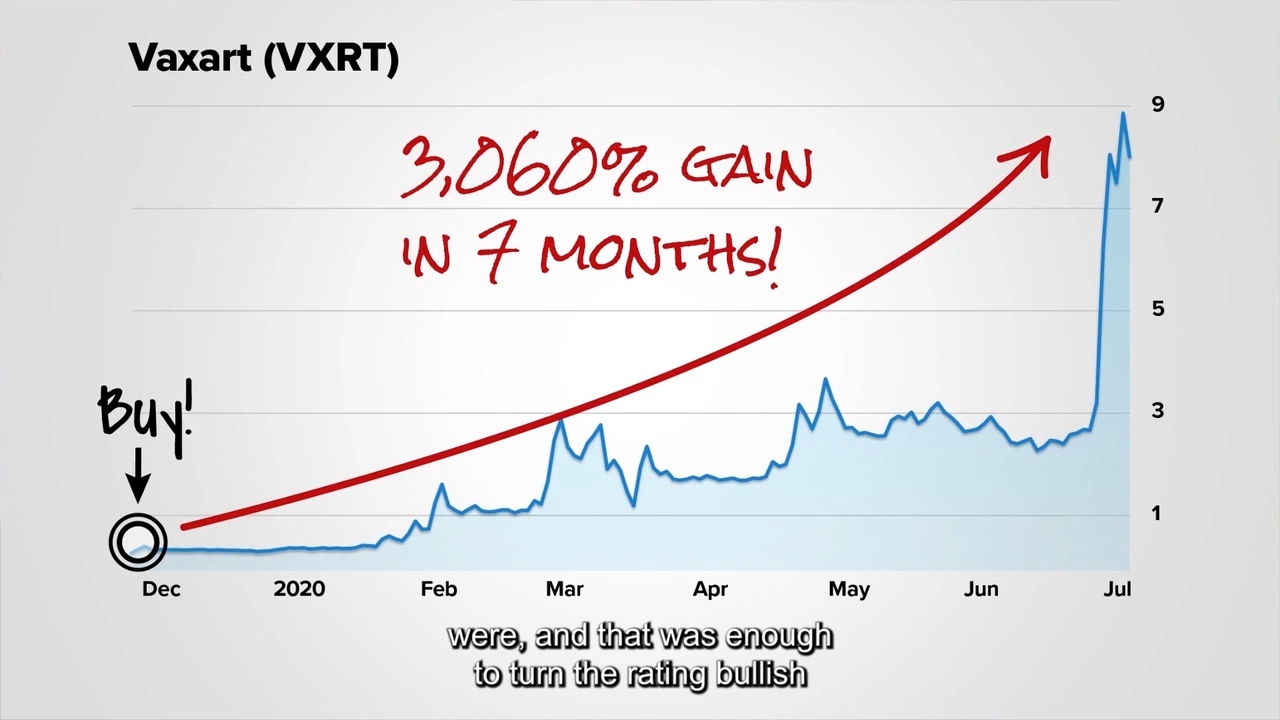 Vaxart (VXRT)
3,060% GAIN
IN 7 MONTHS!
Buy!
9
7
5
3
1
Dec 2020 Feb Mar Apr May Jun Jul
were, and that was enough
to turn the rating bullish